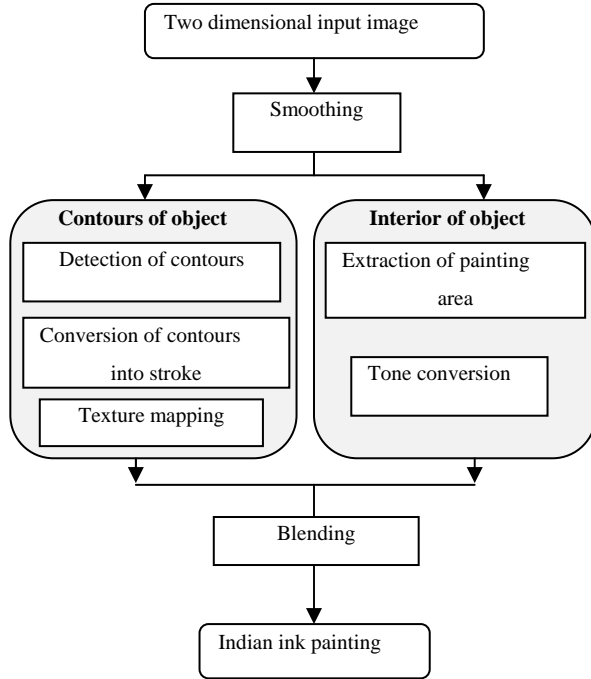 Two dimensional input image
Smoothing
Contours of object
Detection of contours
Conversion of contours
into stroke
Texture mapping
Interior of object
Extraction of painting
area
Tone conversion
Blending
Indian ink painting